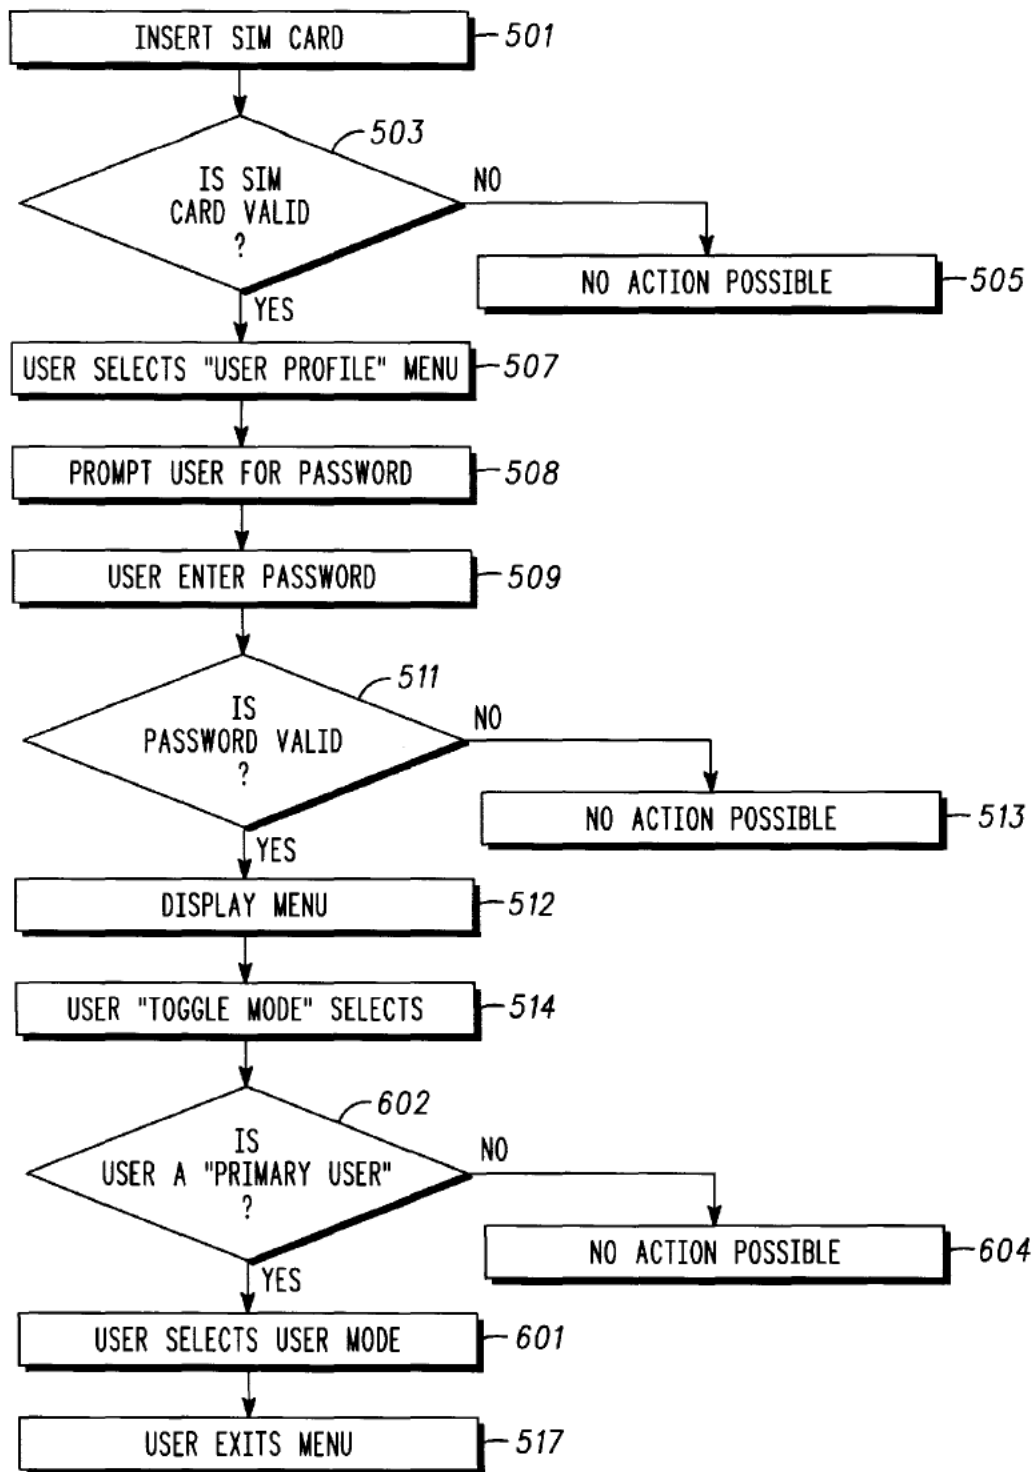 INSERT SIM CARD
501
503
IS SIM
CARD VALID
?
NO
NO ACTION POSSIBLE
505
YES
USER SELECTS "USER PROFILE" MENU
507
PROMPT USER FOR PASSWORD
508
USER ENTER PASSWORD
509
511
IS
PASSWORD VALID
?
NO
NO ACTION POSSIBLE
513
YES
DISPLAY MENU
512
USER "TOGGLE MODE" SELECTS
514
602
IS
USER A "PRIMARY USER"
?
NO
NO ACTION POSSIBLE
604
YES
USER SELECTS USER MODE
601
USER EXITS MENU
517